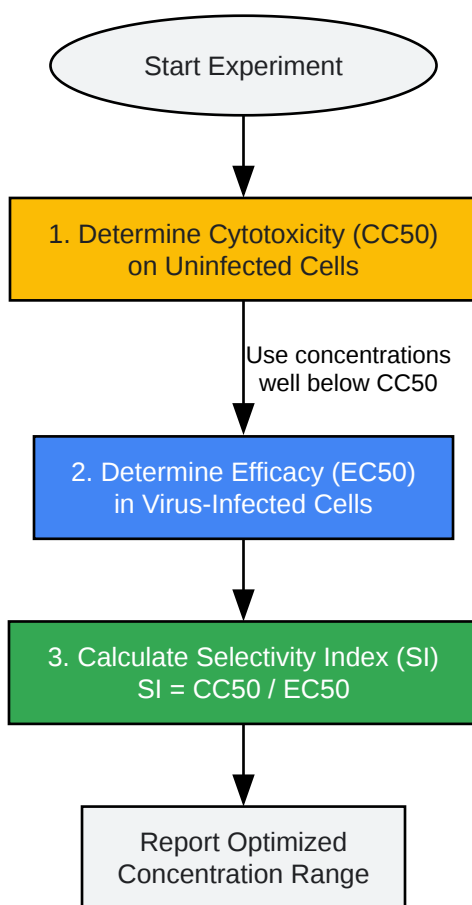 Start Experiment
1. Determine Cytotoxicity (CC50)
on Uninfected Cells
Use concentrations
well below CC50
2. Determine Efficacy (EC50)
in Virus-Infected Cells
3. Calculate Selectivity Index (SI)
SI = CC50 / EC50
Report Optimized
Concentration Range